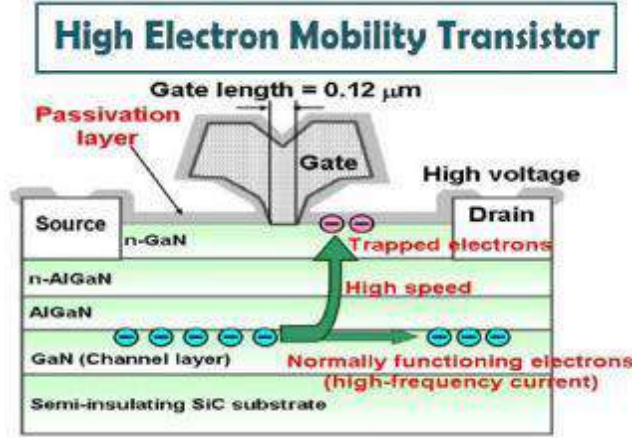 High Electron Mobility Transistor
Gate length = 0.12 μm
Passivation
layer
Gate
High voltage
Source
Drain
n-GaN
Trapped electrons
n-AlGaN
High speed
AlGaN
GaN (Channel layer)
Normally functioning electrons
(high-frequency current)
Semi-insulating SiC substrate